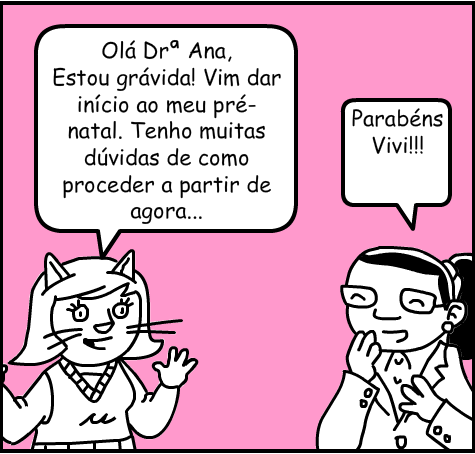 Olá Drª Ana,
Estou grávida! Vim dar
início ao meu pré-
natal. Tenho muitas
dúvidas de como
proceder a partir de
agora...
Parabéns
Vivi!!!